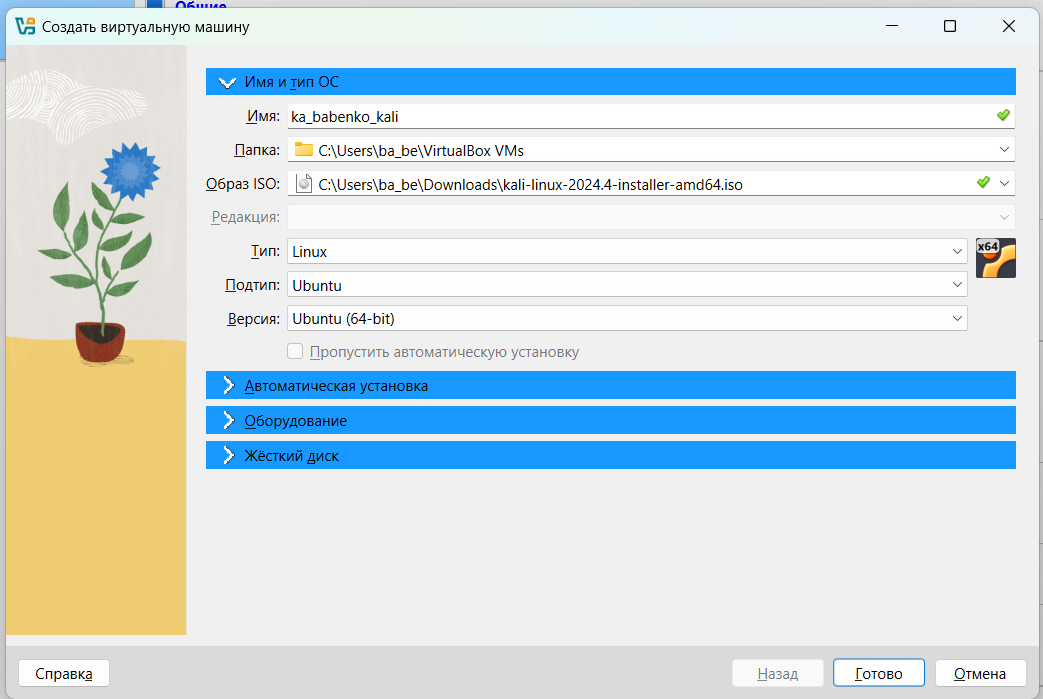 Общие
Создать виртуальную машину
Имя и тип ОС
Имя: ka_babenko_kali
Папка: C:\Users\ba_be\VirtualBox VMs
Образ ISO: C:\Users\ba_be\Downloads\kali-linux-2024.4-installer-amd64.iso
Редакция:
Тип: Linux
x64
Подтип: Ubuntu
Версия: Ubuntu (64-bit)
Пропустить автоматическую установку
Автоматическая установка
Оборудование
Жёсткий диск
Справка Назад Готово Отмена